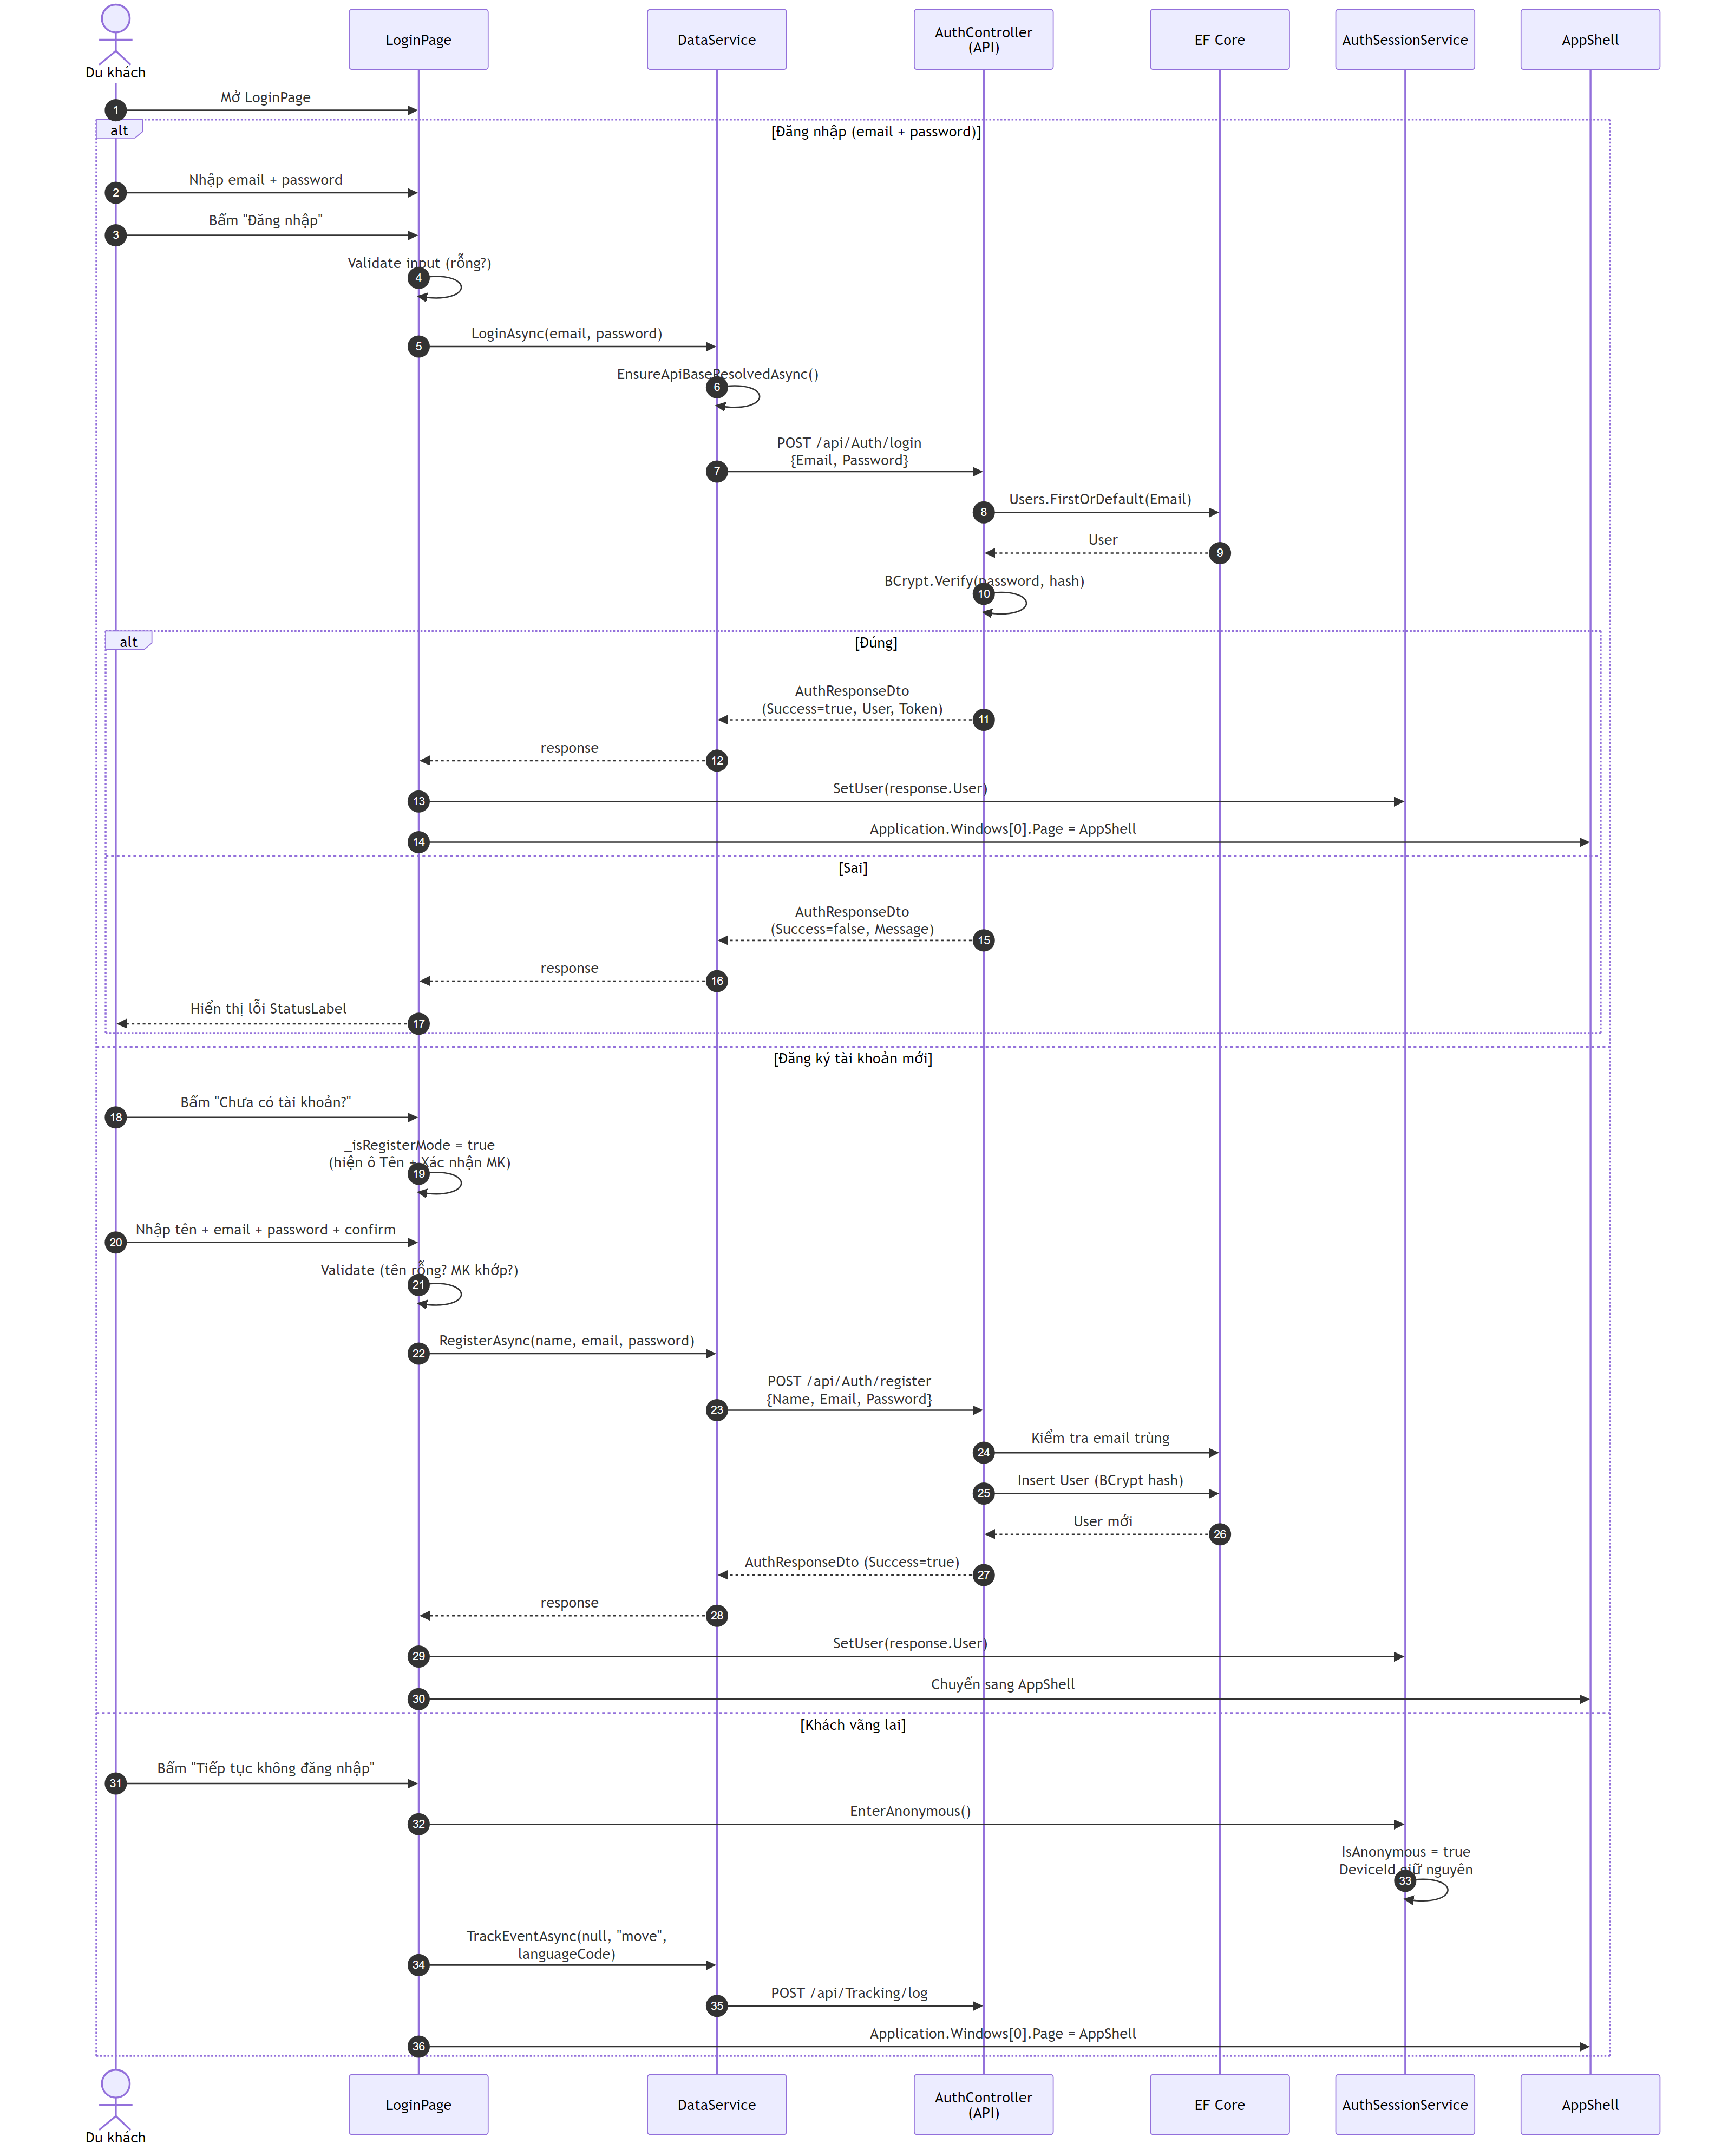 Du khách
LoginPage
DataService
AuthController
(API)
EF Core
AuthSessionService
AppShell
1
Mở LoginPage
alt
[Đăng nhập (email + password)]
2
Nhập email + password
3
Bấm "Đăng nhập"
4
Validate input (rỗng?)
5
LoginAsync(email, password)
6
EnsureApiBaseResolvedAsync()
7
POST /api/Auth/login
{Email, Password}
8
Users.FirstOrDefault(Email)
9
User
10
BCrypt.Verify(password, hash)
alt
[Đúng]
11
AuthResponseDto
(Success=true, User, Token)
12
response
13
SetUser(response.User)
14
Application.Windows[0].Page = AppShell
[Sai]
15
AuthResponseDto
(Success=false, Message)
16
response
17
Hiển thị lỗi StatusLabel
[Đăng ký tài khoản mới]
18
Bấm "Chưa có tài khoản?"
19
_isRegisterMode = true
(hiện ô Tên + Xác nhận MK)
20
Nhập tên + email + password + confirm
21
Validate (tên rỗng? MK khớp?)
22
RegisterAsync(name, email, password)
23
POST /api/Auth/register
{Name, Email, Password}
24
Kiểm tra email trùng
25
Insert User (BCrypt hash)
26
User mới
27
AuthResponseDto (Success=true)
28
response
29
SetUser(response.User)
30
Chuyển sang AppShell
[Khách vãng lai]
31
Bấm "Tiếp tục không đăng nhập"
32
EnterAnonymous()
33
IsAnonymous = true
DeviceId giữ nguyên
34
TrackEventAsync(null, "move",
languageCode)
35
POST /api/Tracking/log
36
Application.Windows[0].Page = AppShell
Du khách
LoginPage
DataService
AuthController
(API)
EF Core
AuthSessionService
AppShell